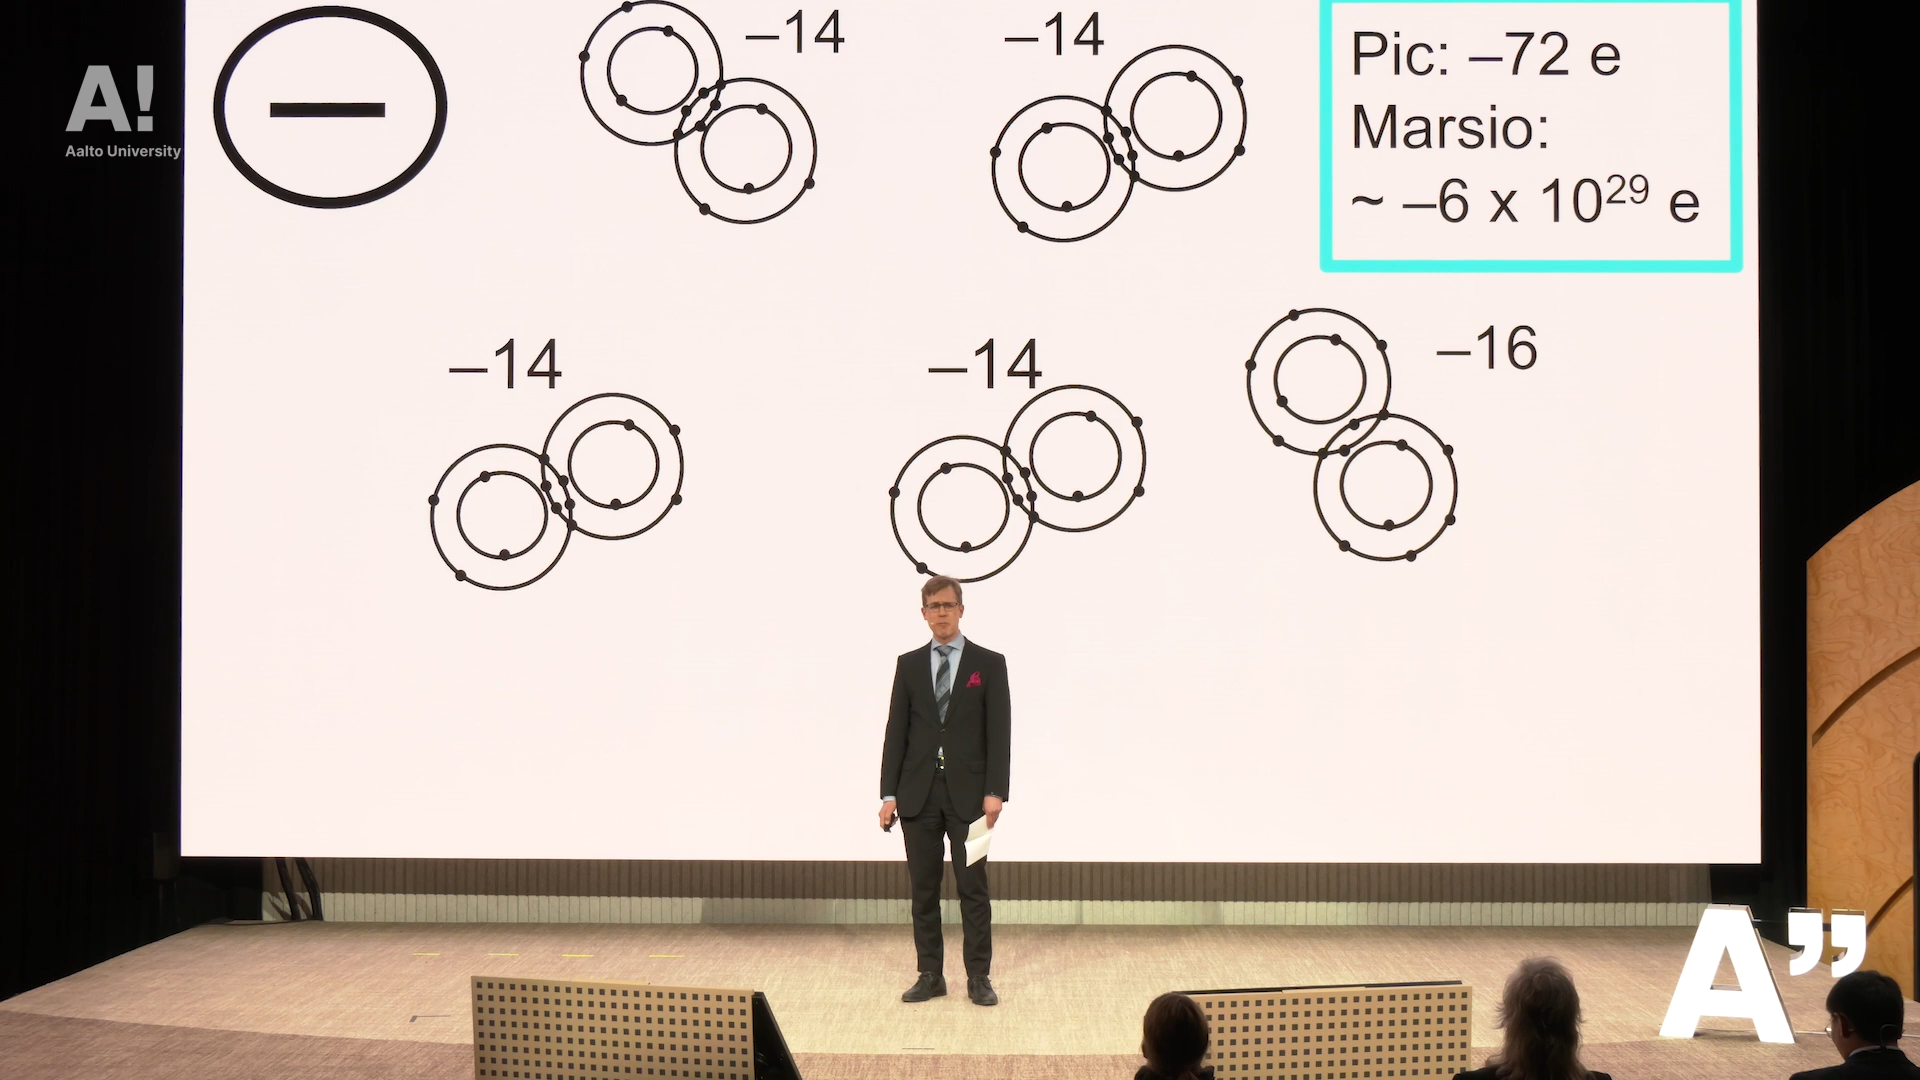 A!
Aalto University
–14
–14
Pic: –72 e
Marsio:
~ –6 x 10²⁹ e
–14
–14
–16
A”